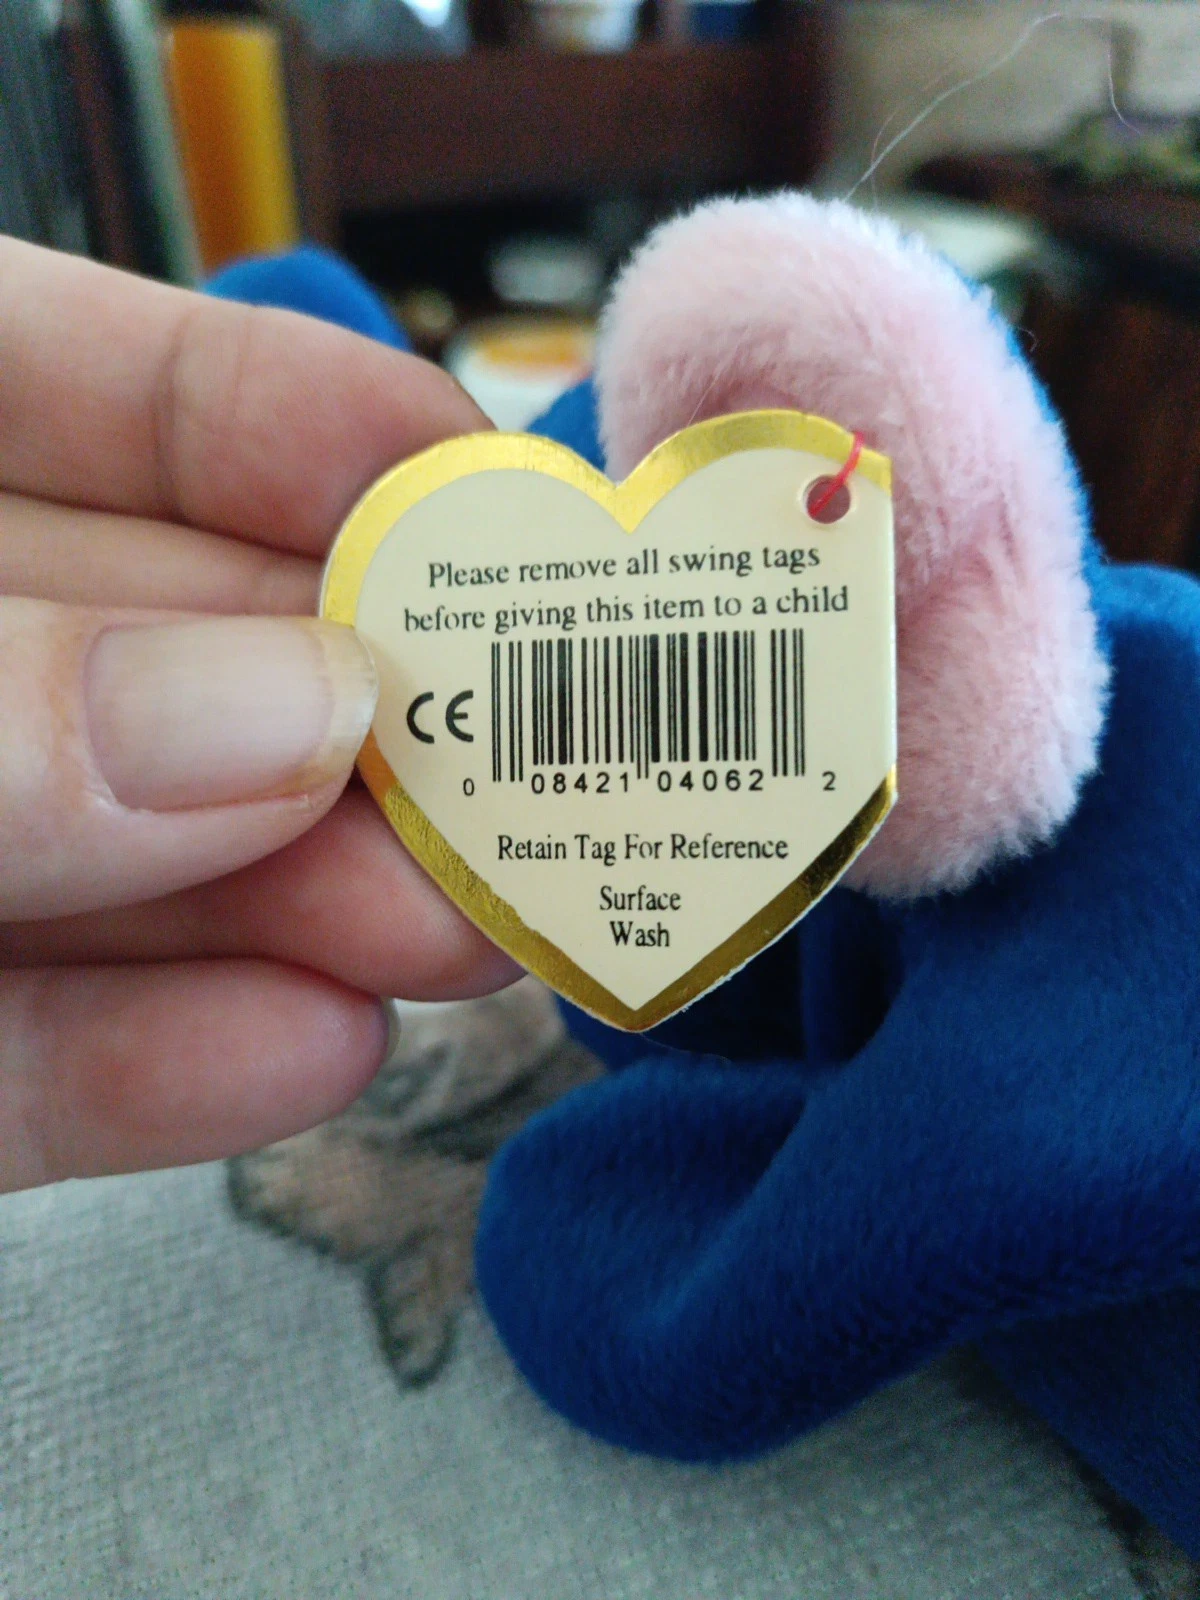 Please remove all swing tags
before giving this item to a child
CE
0 08421 04062 2
Retain Tag For Reference
Surface
Wash